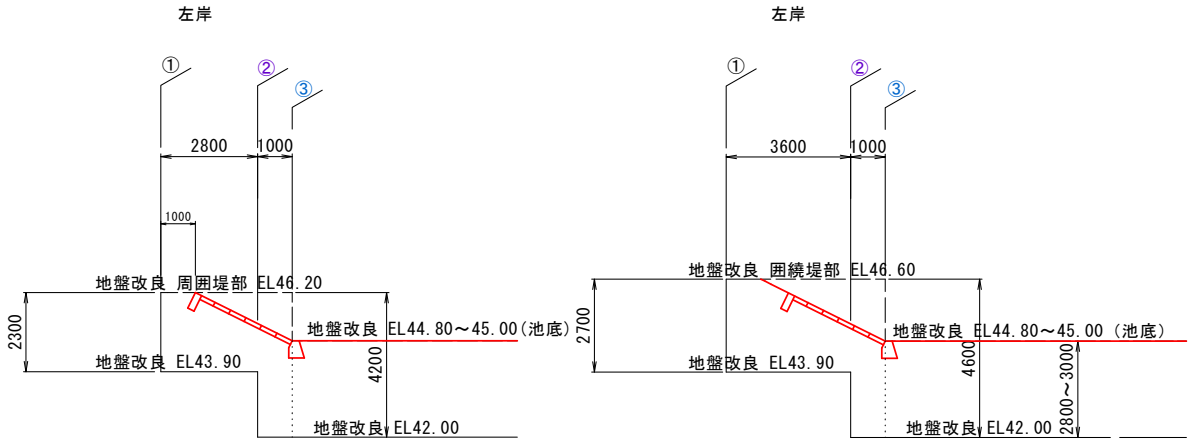 左岸
①
②
③
2800
1000
1000
地盤改良 周囲堤部 EL46.20
2300
地盤改良 EL44.80～45.00(池底)
地盤改良 EL43.90
4200
地盤改良 EL42.00
左岸
①
②
③
3600
1000
地盤改良 囲繞堤部 EL46.60
2700
地盤改良 EL44.80～45.00 (池底)
地盤改良 EL43.90
4600
2800～3000
地盤改良 EL42.00